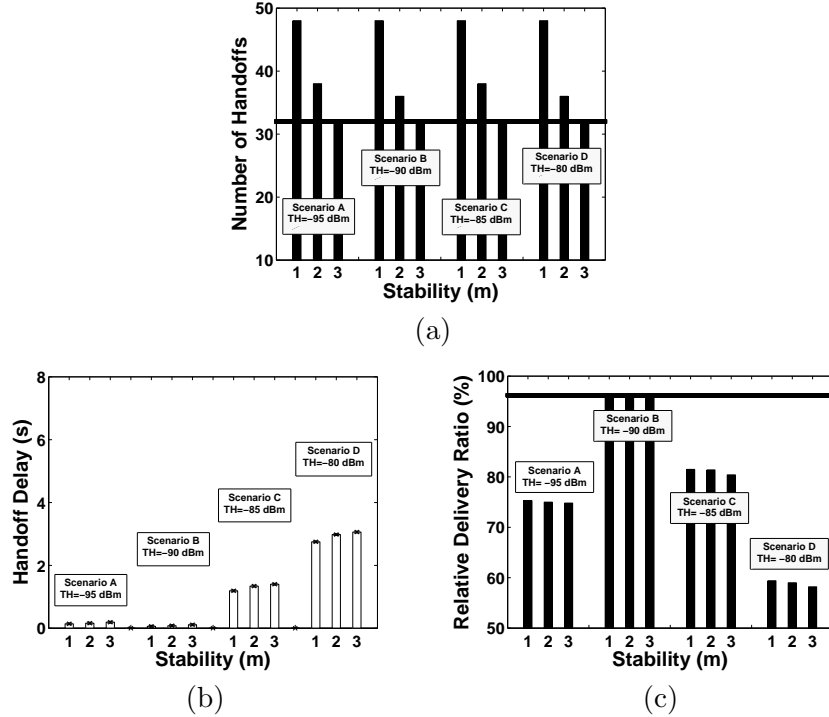 50
40
30
20
10
Number of Handoffs
Scenario A
TH=−95 dBm
Scenario B
TH=−90 dBm
Scenario C
TH=−85 dBm
Scenario D
TH=−80 dBm
1 2 3 1 2 3 1 2 3 1 2 3
Stability (m)
(a)
8
6
4
2
0
Handoff Delay (s)
Scenario A
TH=−95 dBm
Scenario B
TH=−90 dBm
Scenario C
TH=−85 dBm
Scenario D
TH=−80 dBm
1 2 3 1 2 3 1 2 3 1 2 3
Stability (m)
(b)
100
90
80
70
60
50
Relative Delivery Ratio (%)
Scenario A
TH= −95 dBm
Scenario B
TH= −90 dBm
Scenario C
TH= −85 dBm
Scenario D
TH= −80 dBm
1 2 3 1 2 3 1 2 3 1 2 3
Stability (m)
(c)